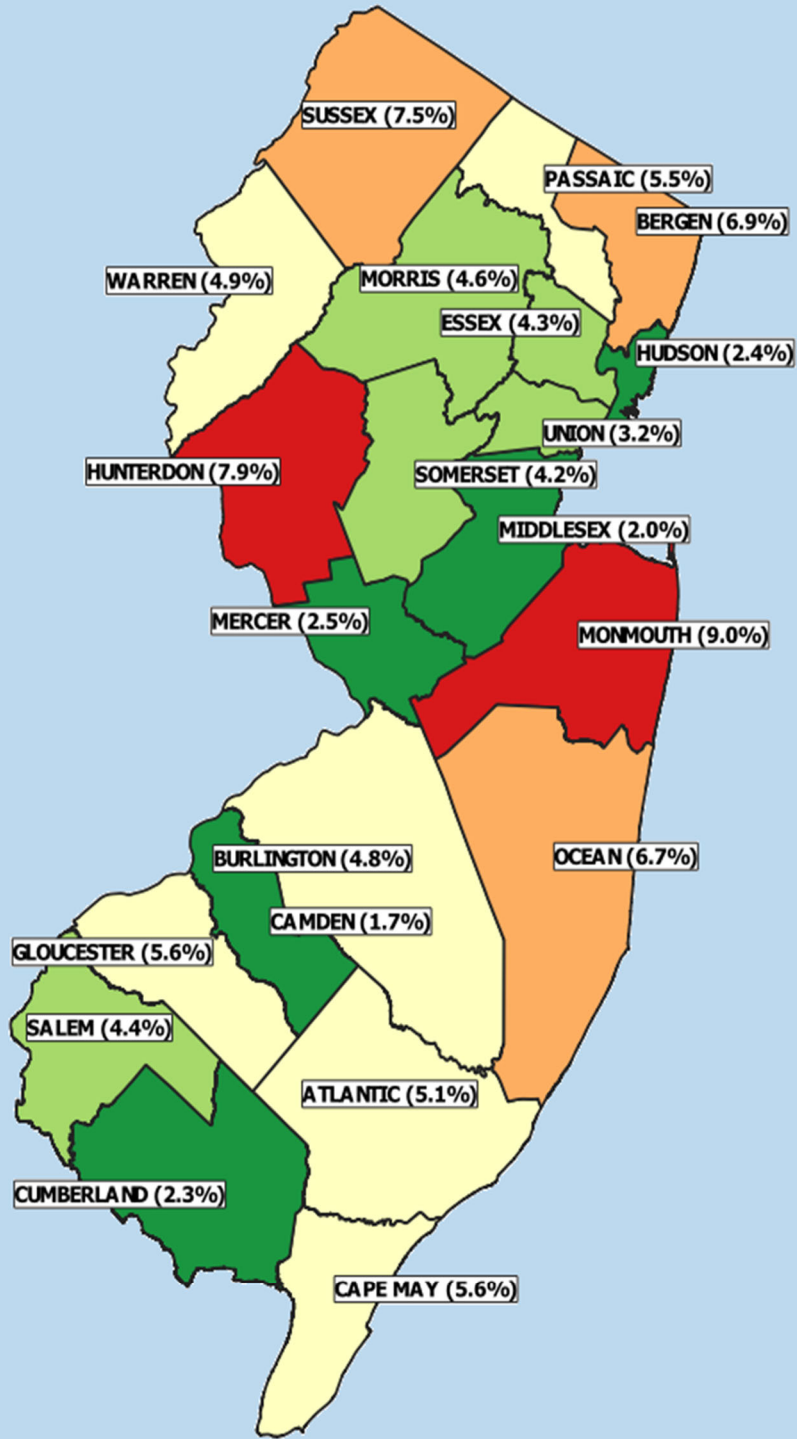 SUSSEX (7.5%)
PASSAIC (5.5%)
BERGEN (6.9%)
WARREN (4.9%)
MORRIS (4.6%)
ESSEX (4.3%)
HUDSON (2.4%)
UNION (3.2%)
HUNTERDON (7.9%)
SOMERSET (4.2%)
MIDDLESEX (2.0%)
MERCER (2.5%)
MONMOUTH (9.0%)
BURLINGTON (4.8%)
OCEAN (6.7%)
CAMDEN (1.7%)
GLOUCESTER (5.6%)
SALEM (4.4%)
ATLANTIC (5.1%)
CUMBERLAND (2.3%)
CAPE MAY (5.6%)